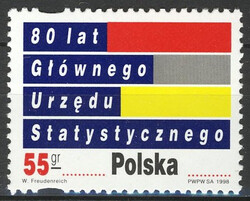 80 lat
Głównego
Urzędu
Statystycznego
55 gr Polska
W. Freudenreich PWPW SA 1998